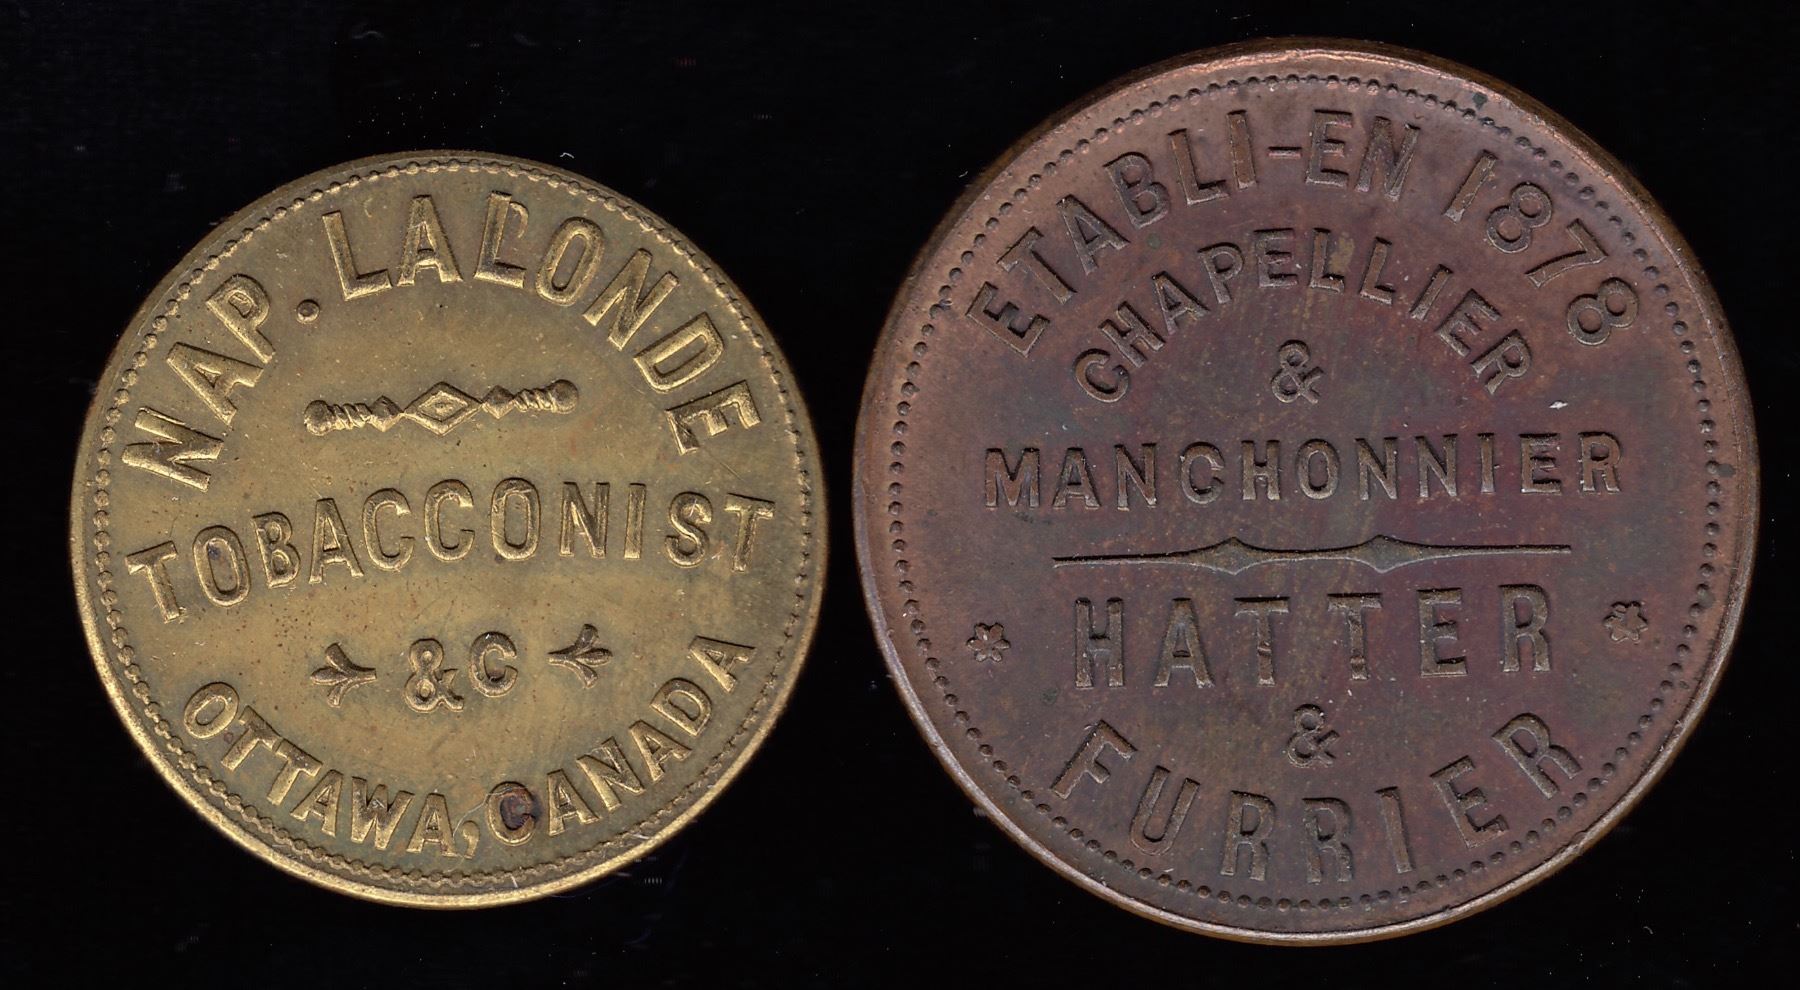 NAP. LALONDE
TOBACCONIST
& C
OTTAWA, CANADA
ETABLI-EN 1878
CHAPELLIER
&
MANCHONNIER
HATTER
&
FURRIER